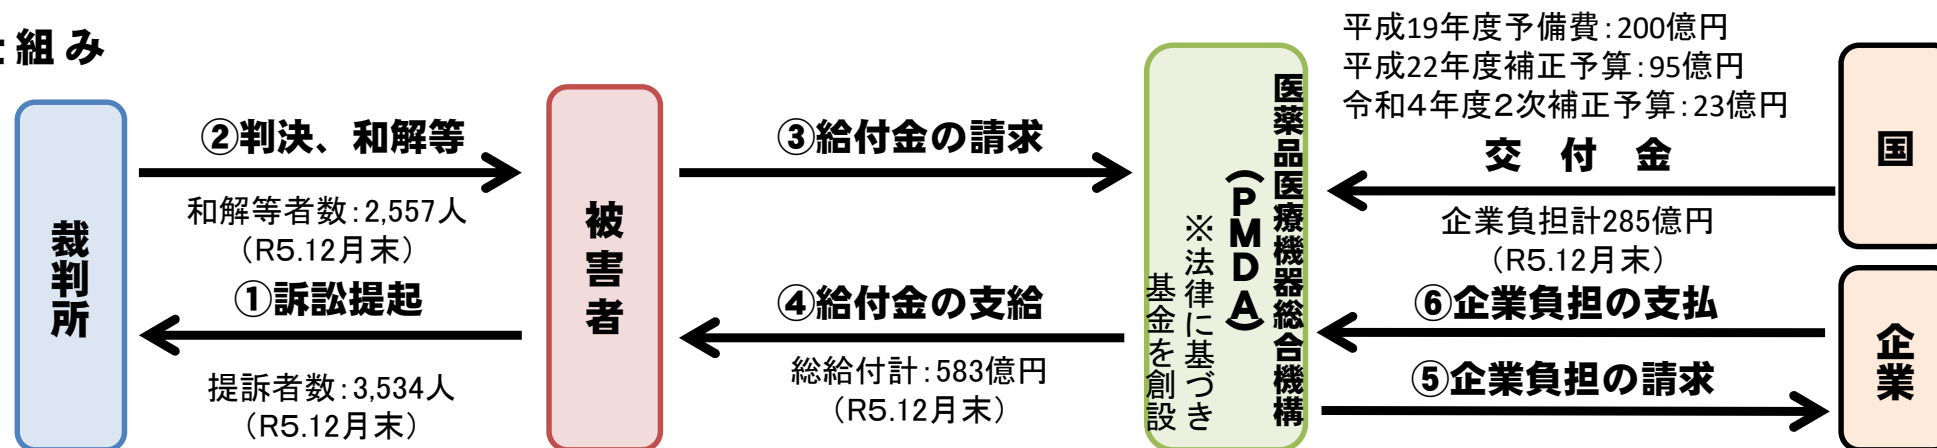 組み
裁判所
②判決、和解等
和解等者数：2,557人
（R5.12月末）
①訴訟提起
提訴者数：3,534人
（R5.12月末）
被害者
③給付金の請求
④給付金の支給
総給付計：583億円
（R5.12月末）
医薬品医療機器総合機構
（PMDA）
※法律に基づき
基金を創設
平成19年度予備費：200億円
平成22年度補正予算：95億円
令和４年度２次補正予算：23億円
交　付　金
企業負担計285億円
（R5.12月末）
⑥企業負担の支払
⑤企業負担の請求
国
企業